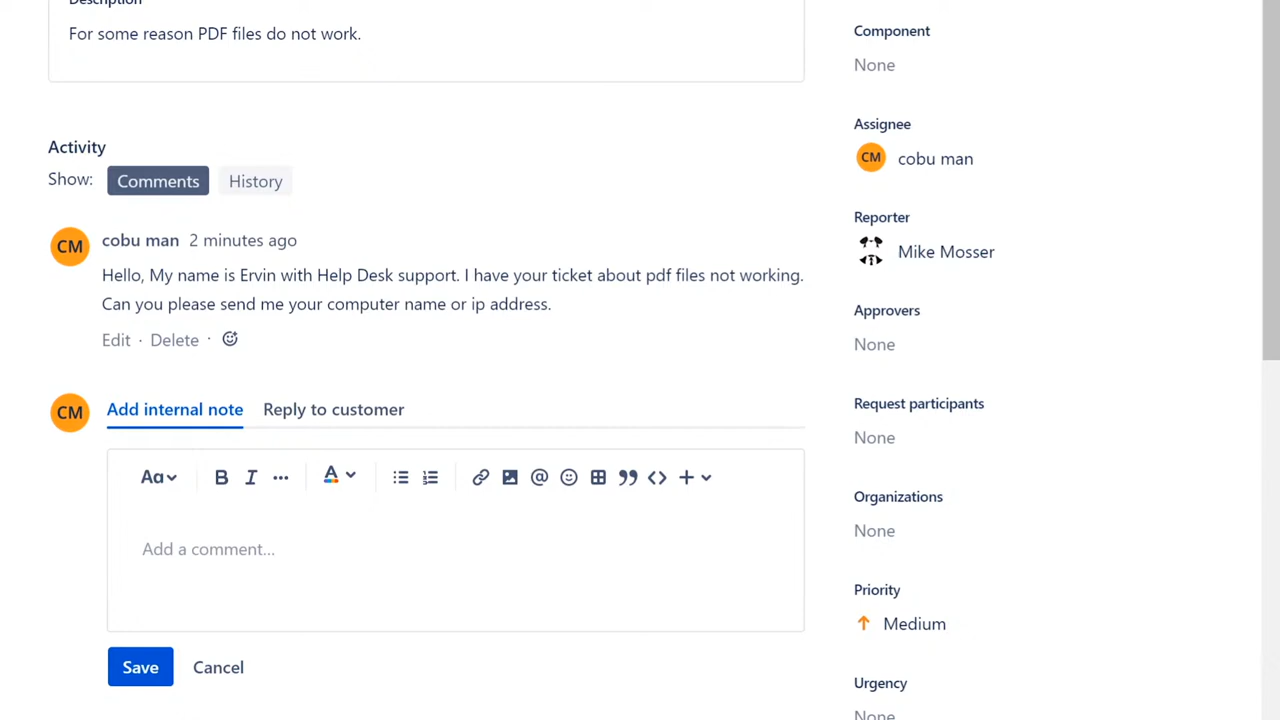 Description
For some reason PDF files do not work.
Activity
Show: Comments History
CM cobu man 2 minutes ago
Hello, My name is Ervin with Help Desk support. I have your ticket about pdf files not working.
Can you please send me your computer name or ip address.
Edit · Delete ·
CM Add internal note Reply to customer
Aa B I ... A
Add a comment...
Save Cancel
Component
None
Assignee
CM cobu man
Reporter
Mike Mosser
Approvers
None
Request participants
None
Organizations
None
Priority
Medium
Urgency
None